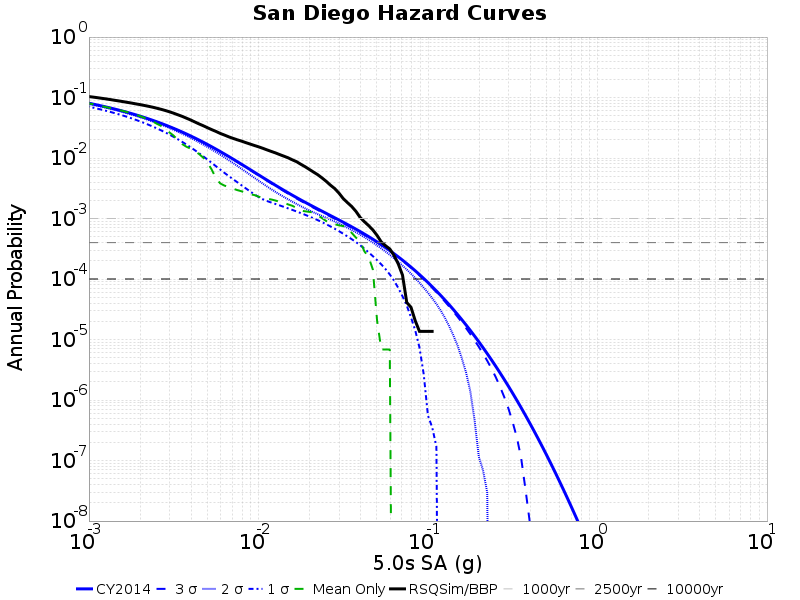 San Diego Hazard Curves
10^0
10^-1
10^-2
10^-3
10^-4
10^-5
10^-6
10^-7
10^-8
Annual Probability
10^-3 10^-2 10^-1 10^0 10^1
5.0s SA (g)
CY2014 3 σ 2 σ 1 σ Mean Only RSQSim/BBP 1000yr 2500yr 10000yr